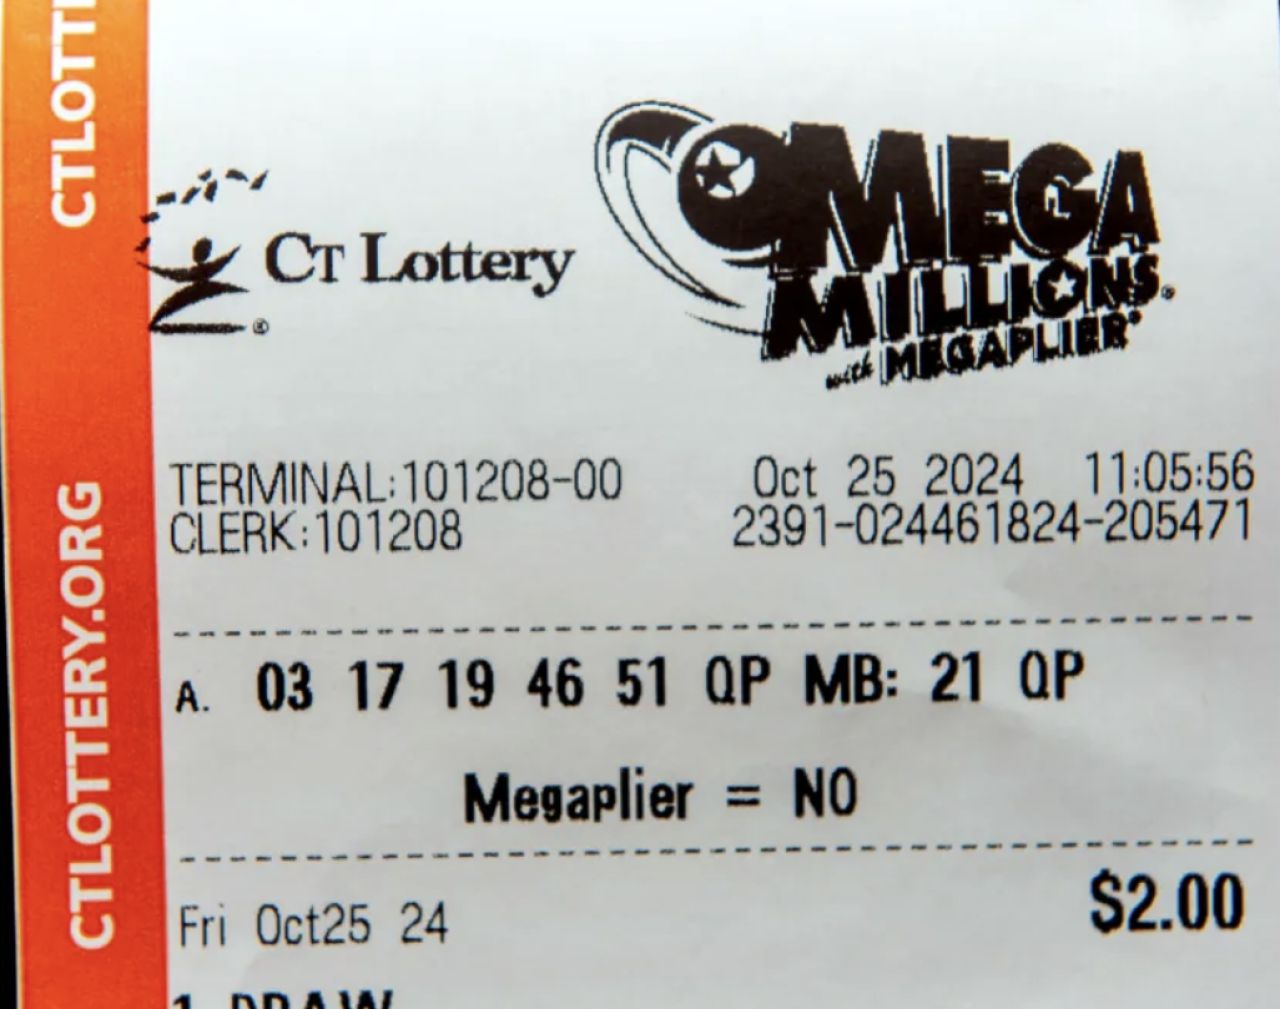 CTLOTT
CTLOTTERY.ORG
CT Lottery
®
MEGA
MILLIONS®
with MEGAPLIER®
TERMINAL:101208-00 Oct 25 2024 11:05:56
CLERK:101208 2391-024461824-205471
A. 03 17 19 46 51 QP MB: 21 QP
Megaplier = NO
Fri Oct25 24 $2.00
1 DRAW